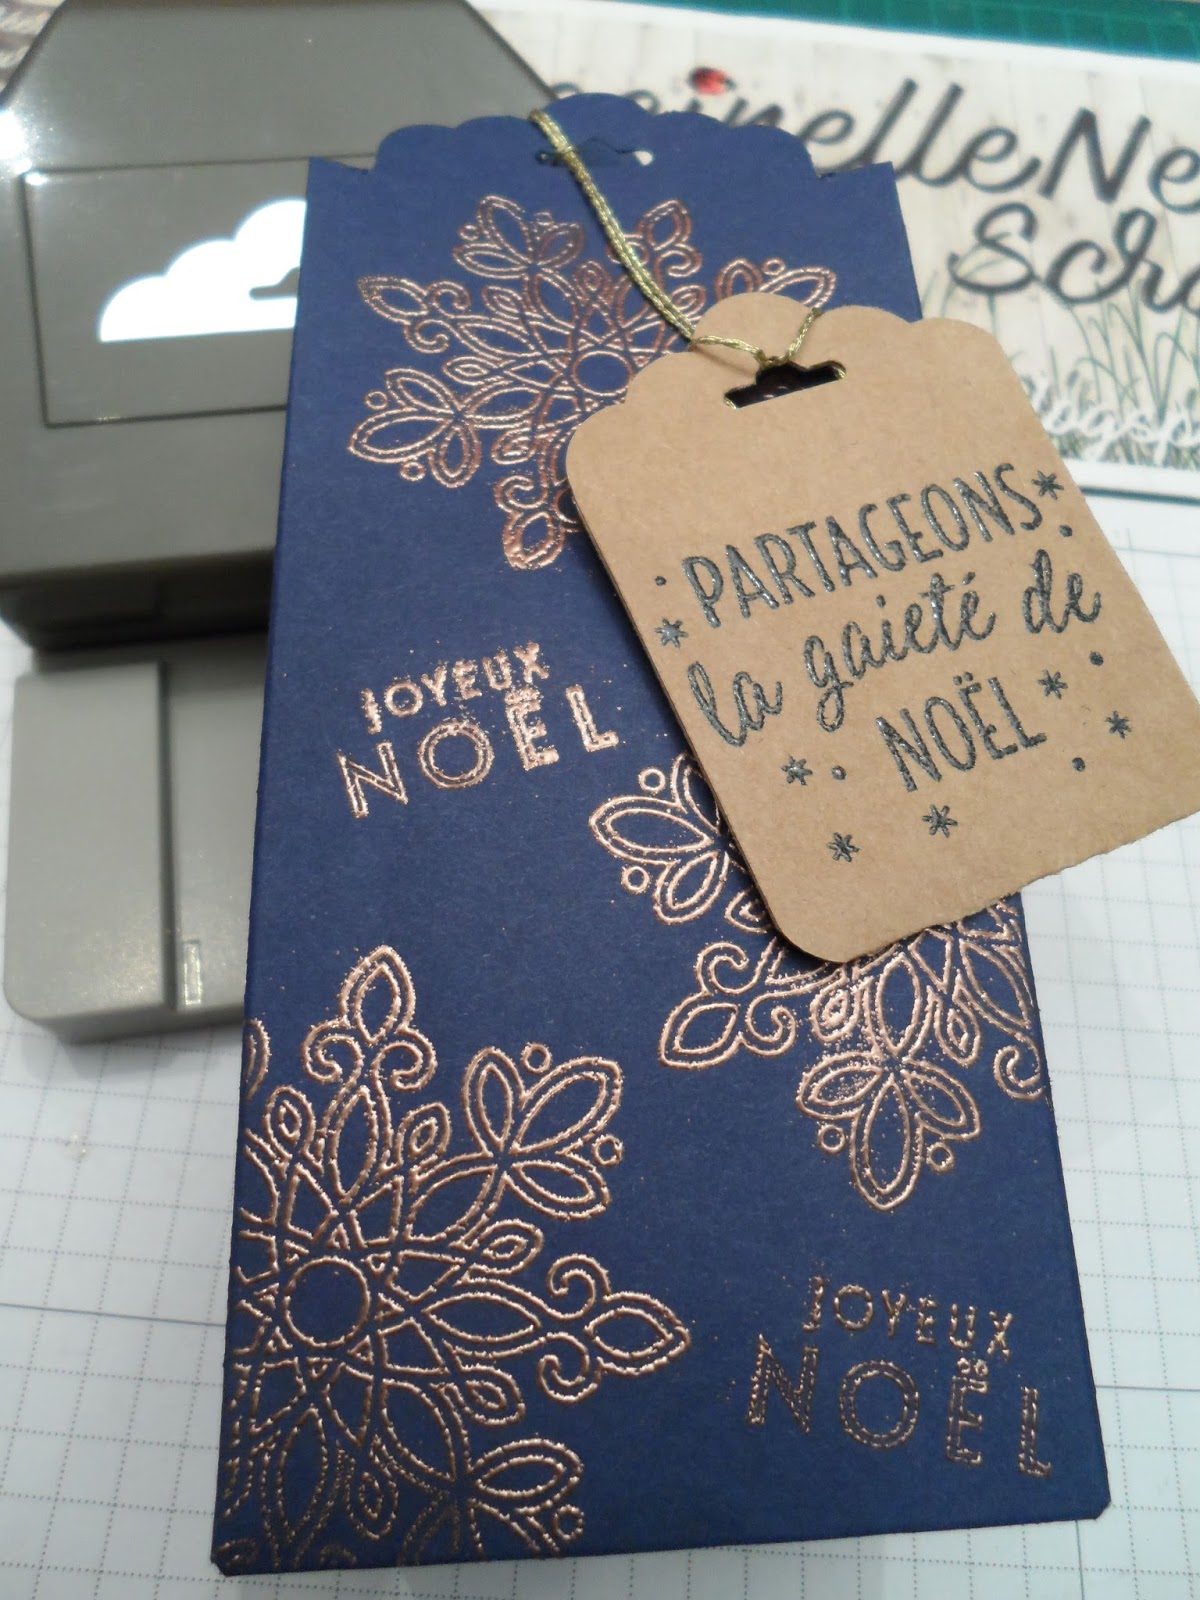 JOYEUX
NOËL
PARTAGEONS
la gaieté de
NOËL
JOYEUX
NOËL